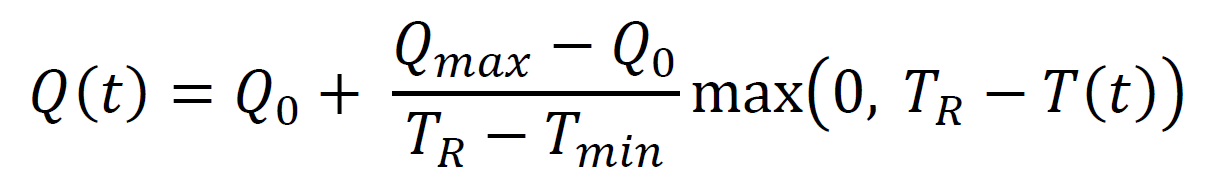 Q(t) = Q_0 + \frac{Q_{max} - Q_0}{T_R - T_{min}} max(0, T_R - T(t))